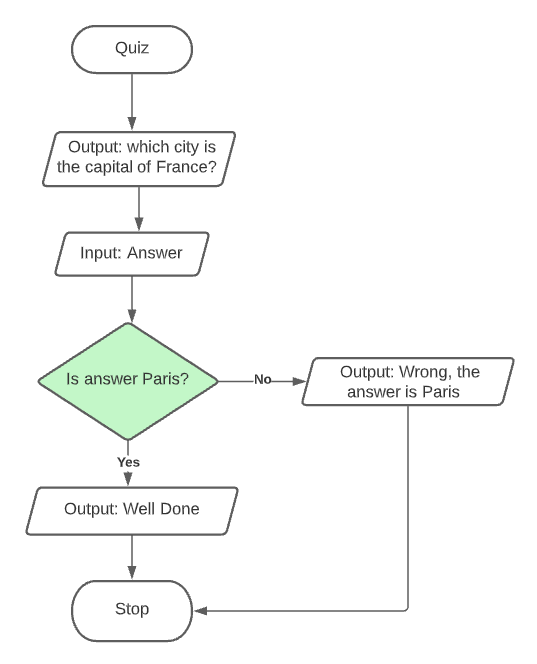 Quiz
Output: which city is
the capital of France?
Input: Answer
Is answer Paris?
No
Output: Wrong, the
answer is Paris
Yes
Output: Well Done
Stop